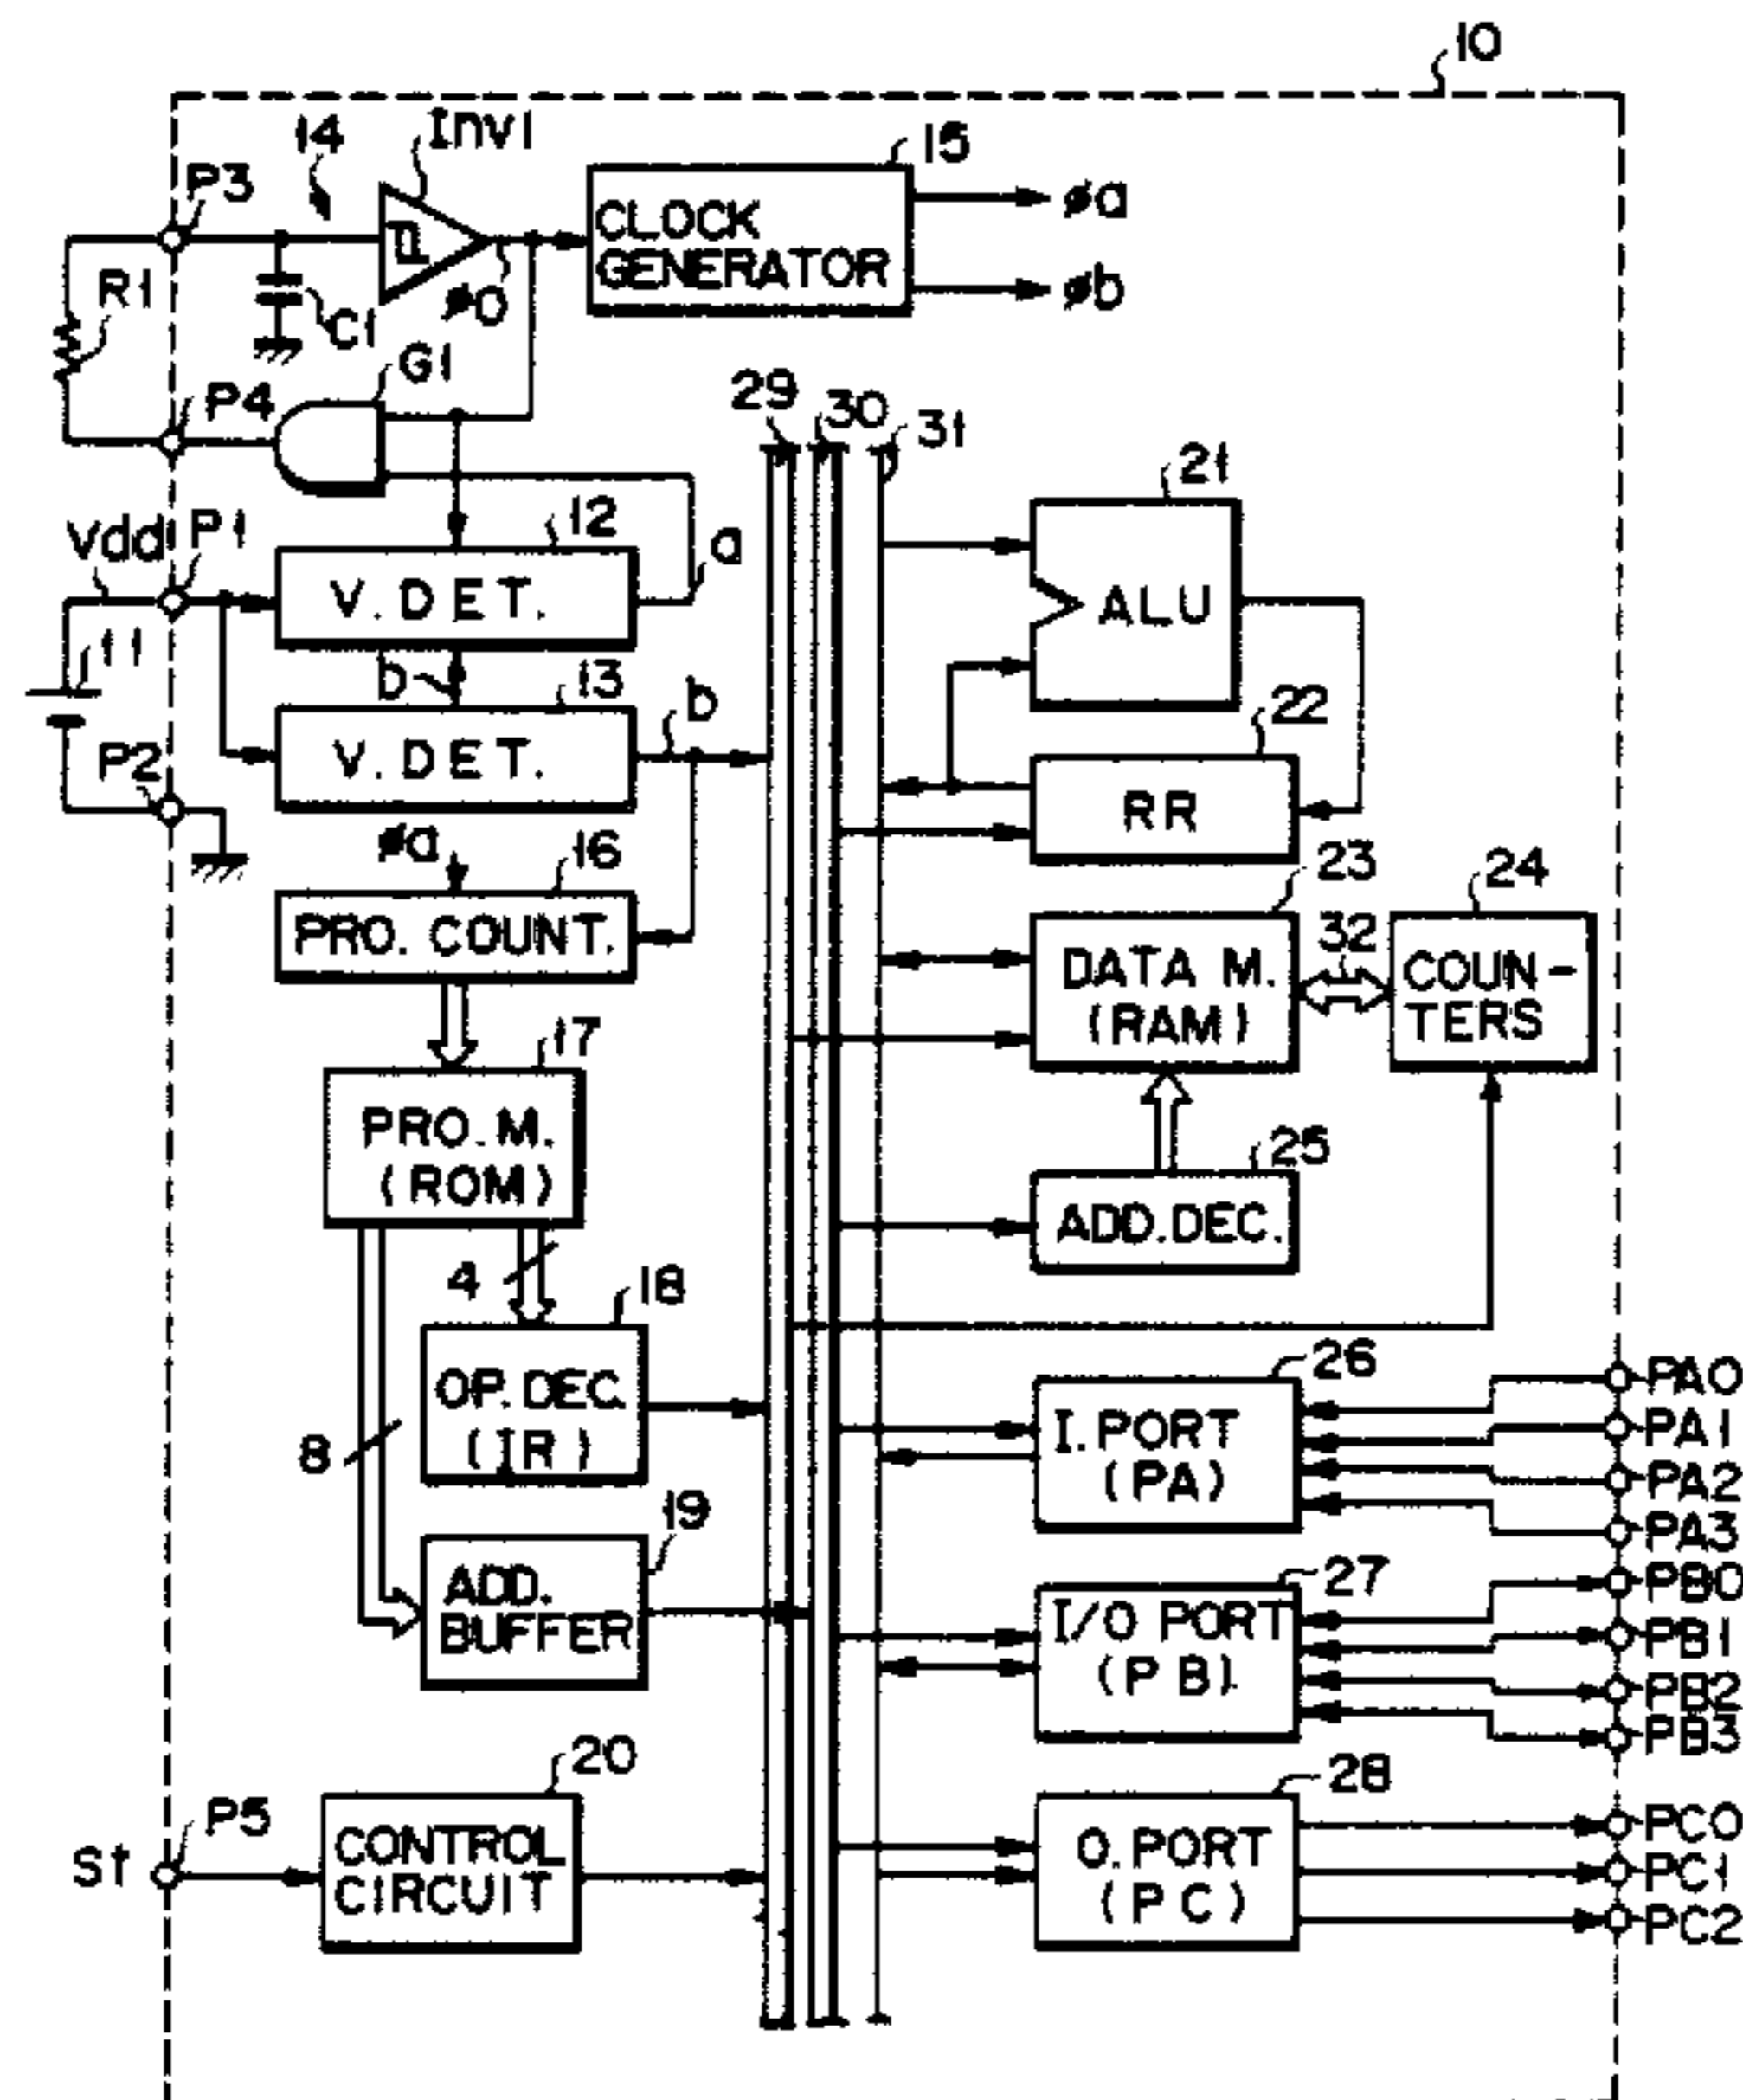 10
14
Inv1
15
P3
CLOCK
GENERATOR
øa
øb
R1
C1
øo
G1
P4
29
30
31
21
Vdd
P1
12
a
V. DET.
ALU
11
b
13
b
22
P2
V. DET.
RR
øa
16
23
24
PRO. COUNT.
DATA M.
(RAM)
32
COUN-
TERS
17
PRO. M.
(ROM)
25
ADD. DEC.
4
18
8
OP. DEC.
(IR)
26
I. PORT
(PA)
PA0
PA1
PA2
PA3
19
ADD.
BUFFER
27
I/O PORT
(PB)
PB0
PB1
PB2
PB3
20
28
St
P5
CONTROL
CIRCUIT
O. PORT
(PC)
PC0
PC1
PC2